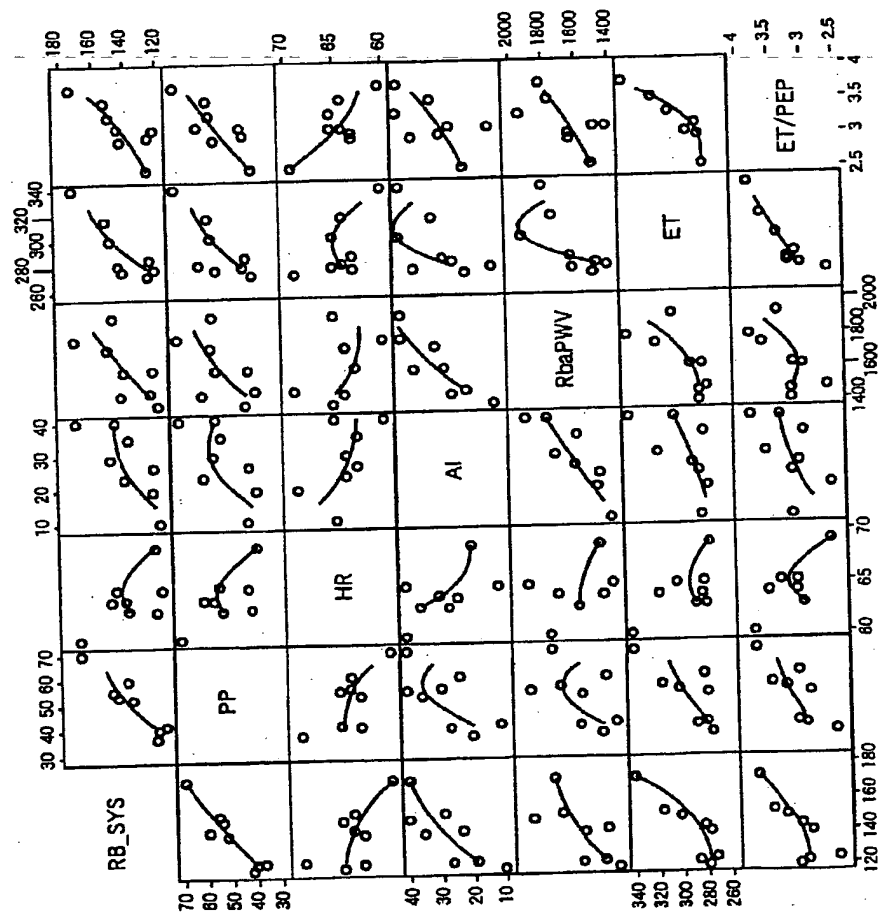 30 40 50 60 70
10 20 30 40
260 280 300 320 340
180 160 140 120
RB_SYS
70 60 50 40 30
PP
70 65 60
HR
40 30 20 10
AI
2000 1800 1600 1400
RbaPWV
340 320 300 280 260
ET
4 3.5 3 2.5
ET/PEP
120 140 160 180
60 65 70
1400 1600 1800 2000
2.5 3 3.5 4